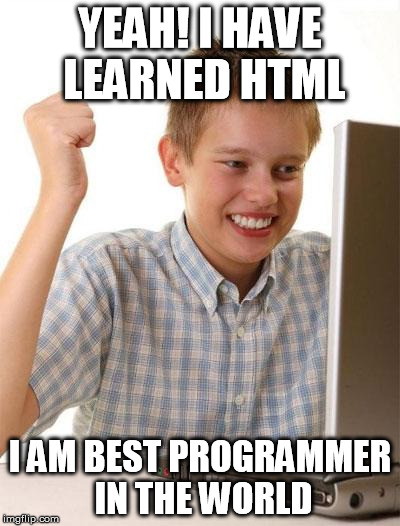 YEAH! I HAVE
LEARNED HTML
I AM BEST PROGRAMMER
IN THE WORLD
imgflip.com